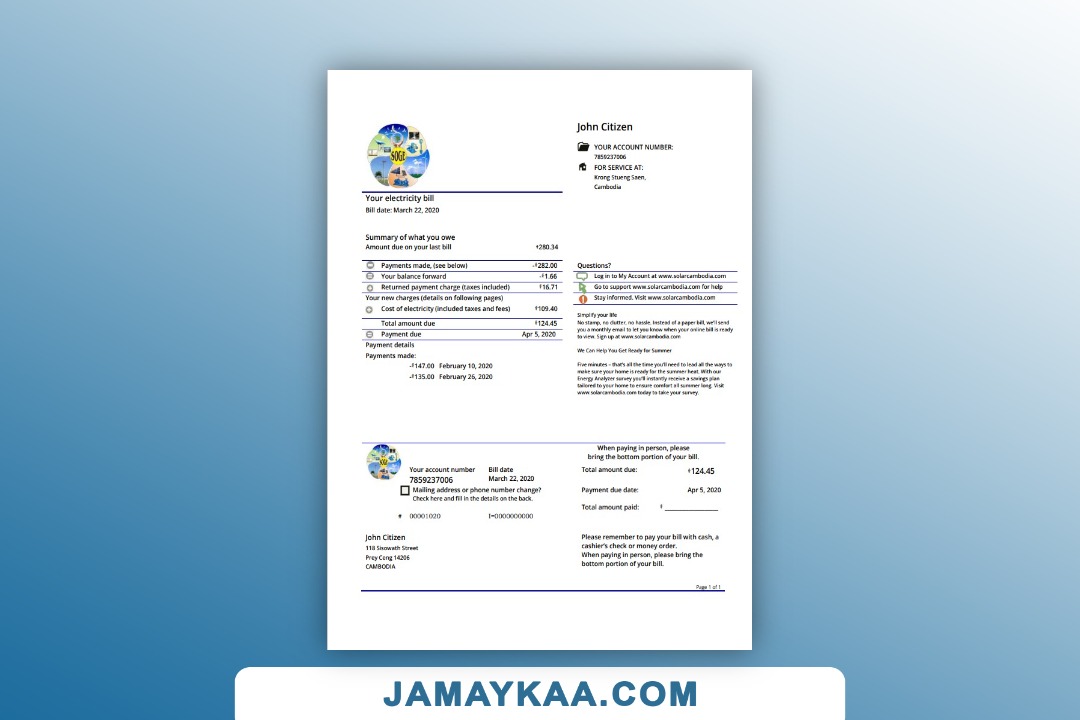 SOGE
John Citizen
YOUR ACCOUNT NUMBER:
7859237006
FOR SERVICE AT:
Krong Stueng Saen,
Cambodia
Your electricity bill
Bill date: March 22, 2020
Summary of what you owe
Amount due on your last bill ៛280.34
Payments made, (see below) -៛282.00
Your balance forward -៛1.66
Returned payment charge (taxes included) ៛16.71
Your new charges (details on following pages)
Cost of electricity (included taxes and fees) ៛109.40
Total amount due ៛124.45
Payment due Apr 5, 2020
Payment details
Payments made:
-៛147.00 February 10, 2020
-៛135.00 February 26, 2020
Questions?
Log in to My Account at www.solarcambodia.com
Go to support www.solarcambodia.com for help
Stay informed. Visit www.solarcambodia.com
Simplify your life
No stamp, no clutter, no hassle. Instead of a paper bill, we'll send
you a monthly email to let you know when your online bill is ready
to view. Sign up at www.solarcambodia.com
We Can Help You Get Ready for Summer
Five minutes – that's all the time you'll need to lead all the ways to
make sure your home is ready for the summer heat. With our
Energy Analyzer survey you'll instantly receive a savings plan
tailored to your home to ensure comfort all summer long. Visit
www.solarcambodia.com today to take your survey.
Your account number Bill date
7859237006 March 22, 2020
Mailing address or phone number change?
Check here and fill in the details on the back.
# 00001020 I=0000000000
John Citizen
118 Sisowath Street
Prey Ceng 14206
CAMBODIA
When paying in person, please
bring the bottom portion of your bill.
Total amount due: ៛124.45
Payment due date: Apr 5, 2020
Total amount paid: ៛ ____________
Please remember to pay your bill with cash, a
cashier's check or money order.
When paying in person, please bring the
bottom portion of your bill.
Page 1 of 1
JAMAYKAA.COM